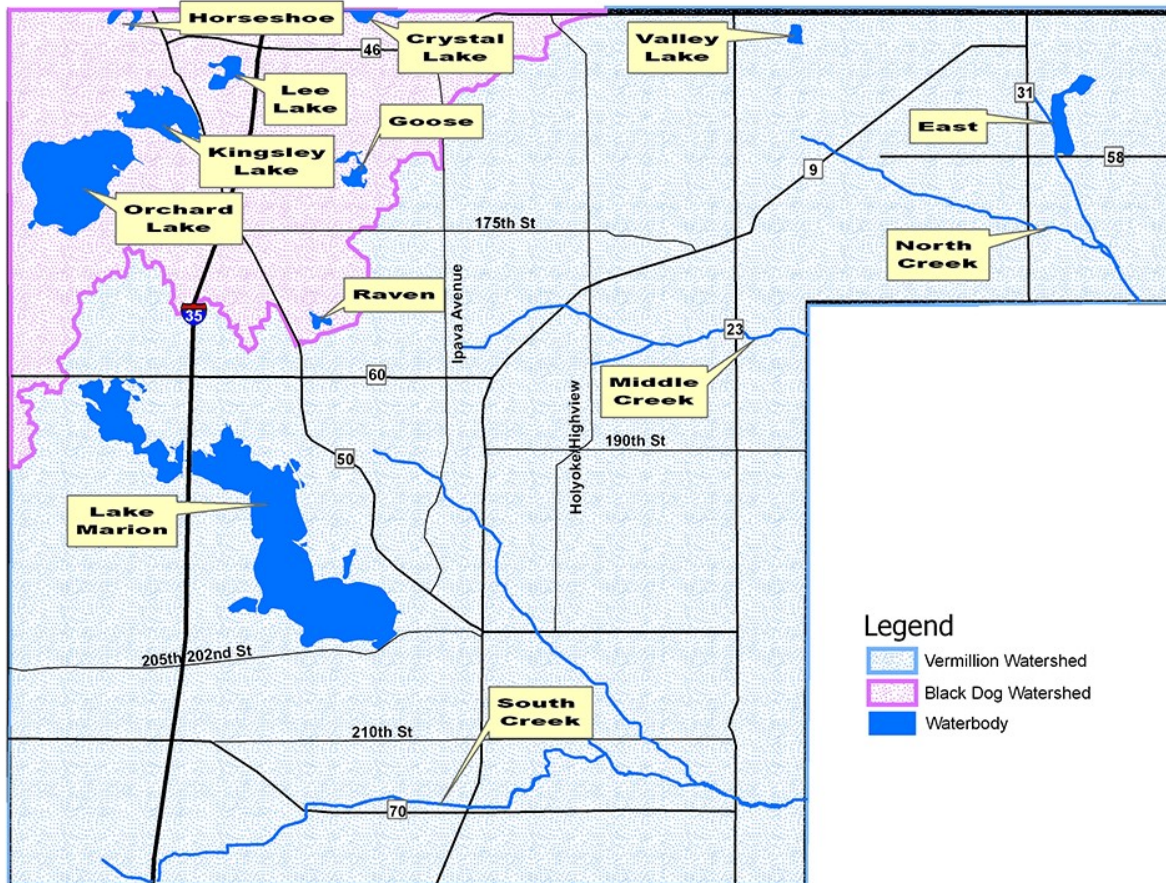 Horseshoe
Crystal
Lake
46
Valley
Lake
Lee
Lake
31
Goose
East
Kingsley
Lake
58
9
Orchard
Lake
175th St
North
Creek
Raven
35
Ipava Avenue
23
60
Middle
Creek
Holyoke/Highview
190th St
50
Lake
Marion
205th 202nd St
South
Creek
210th St
70
Legend
Vermillion Watershed
Black Dog Watershed
Waterbody